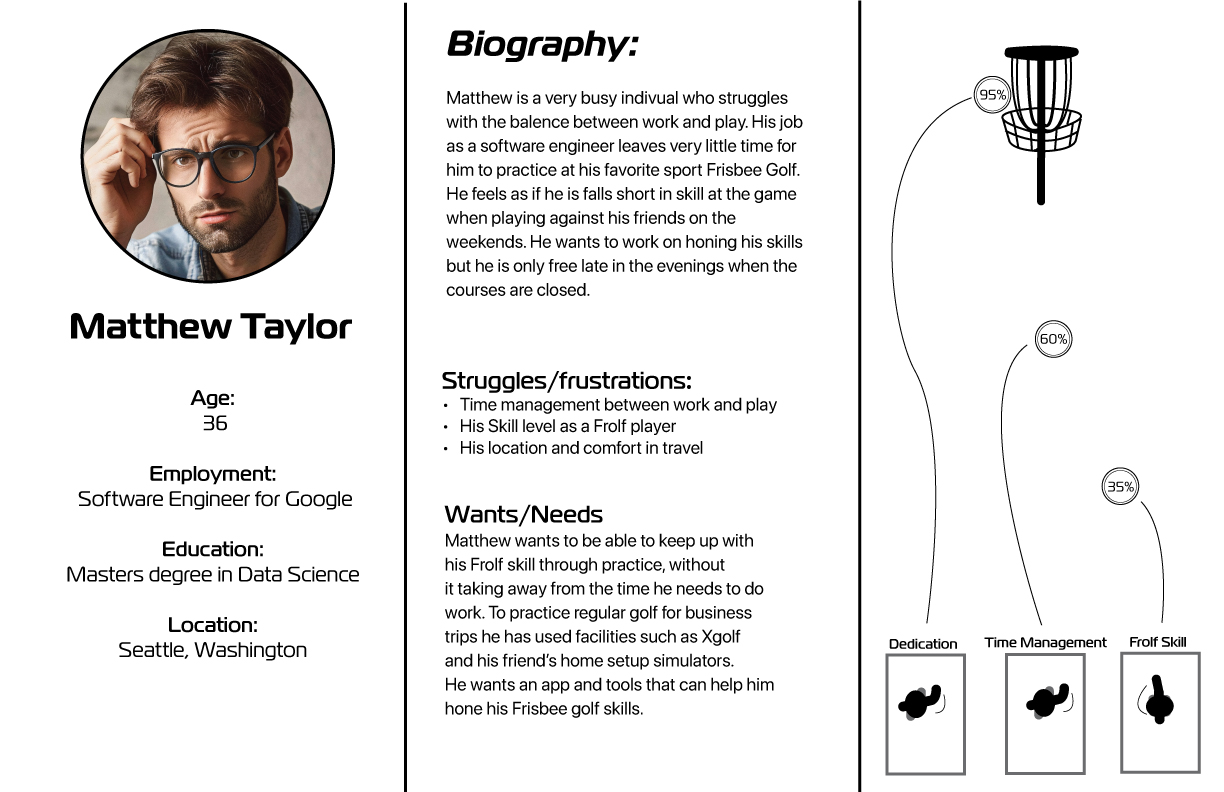 Matthew Taylor
Age:
36
Employment:
Software Engineer for Google
Education:
Masters degree in Data Science
Location:
Seattle, Washington
Biography:
Matthew is a very busy indivual who struggles
with the balence between work and play. His job
as a software engineer leaves very little time for
him to practice at his favorite sport Frisbee Golf.
He feels as if he is falls short in skill at the game
when playing against his friends on the
weekends. He wants to work on honing his skills
but he is only free late in the evenings when the
courses are closed.
Struggles/frustrations:
• Time management between work and play
• His Skill level as a Frolf player
• His location and comfort in travel
Wants/Needs
Matthew wants to be able to keep up with
his Frolf skill through practice, without
it taking away from the time he needs to do
work. To practice regular golf for business
trips he has used facilities such as Xgolf
and his friend’s home setup simulators.
He wants an app and tools that can help him
hone his Frisbee golf skills.
95%
60%
35%
Dedication
Time Management
Frolf Skill